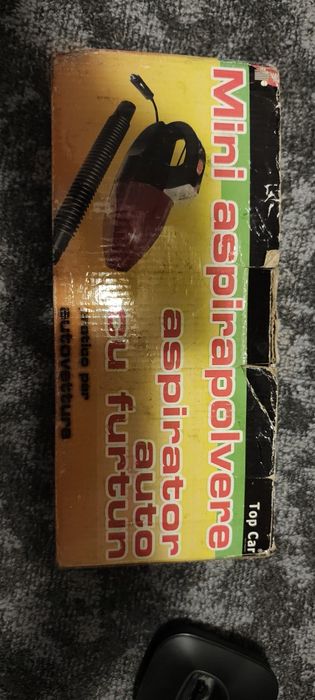 Top Car
Mini aspirapolvere
aspirator
auto
cu furtun
per
autovettura